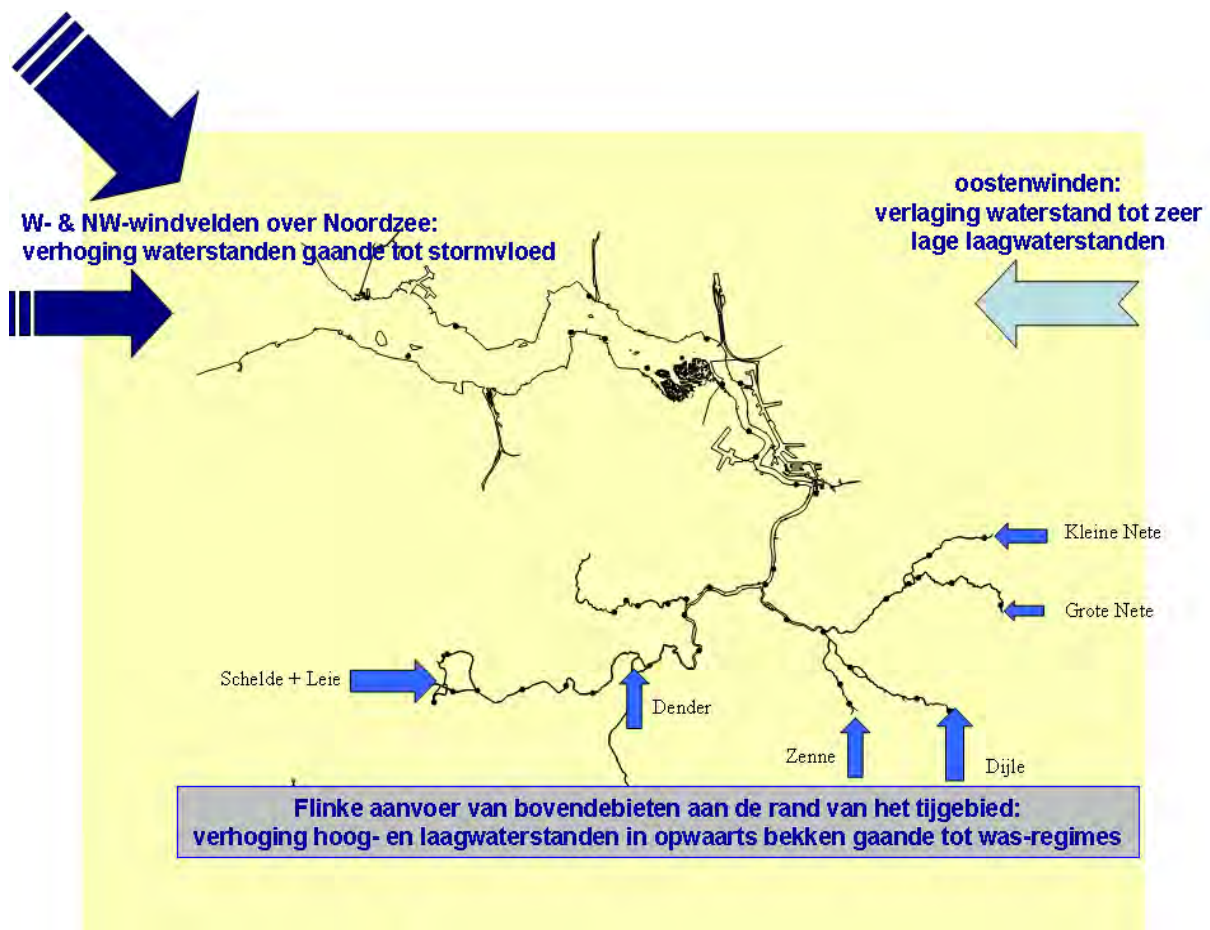 W- & NW-windvelden over Noordzee:
verhoging waterstanden gaande tot stormvloed
oostenwinden:
verlaging waterstand tot zeer
lage laagwaterstanden
Kleine Nete
Grote Nete
Schelde + Leie
Dender
Zenne
Dijle
Flinke aanvoer van bovendebieten aan de rand van het tijgebied:
verhoging hoog- en laagwaterstanden in opwaarts bekken gaande tot was-regimes